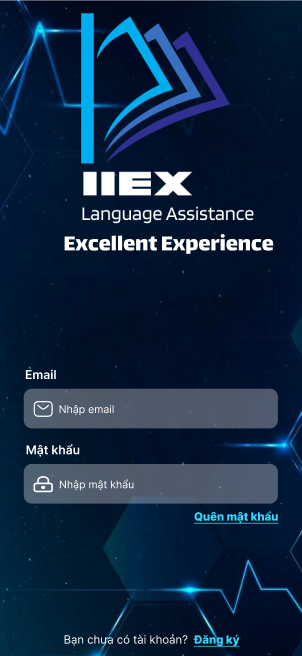 IIEX
Language Assistance
Excellent Experience
Email
Nhập email
Mật khẩu
Nhập mật khẩu
Quên mật khẩu
Bạn chưa có tài khoản? Đăng ký